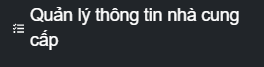 Quản lý thông tin nhà cung
cấp